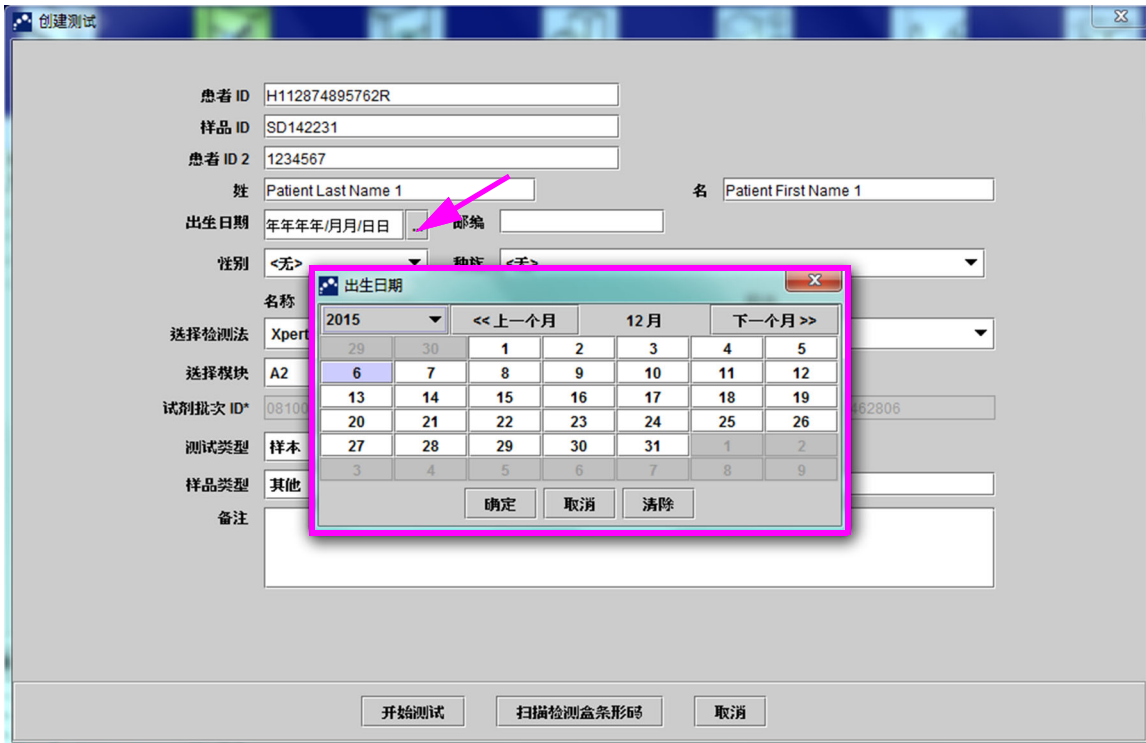 创建测试
患者 ID H112874895762R
样品 ID SD142231
患者 ID 2 1234567
姓 Patient Last Name 1 名 Patient First Name 1
出生日期 年年年年/月月/日日 邮编
性别 <无> 种族 <无>
出生日期
名称
2015 << 上一个月 12月 下一个月 >>
29 30 1 2 3 4 5
选择检测法 Xpert
6 7 8 9 10 11 12
选择模块 A2
13 14 15 16 17 18 19
试剂批次 ID* 08100 462806
20 21 22 23 24 25 26
测试类型 样本
27 28 29 30 31 1 2
3 4 5 6 7 8 9
样品类型 其他
确定 取消 清除
备注
开始测试 扫描检测盒条形码 取消